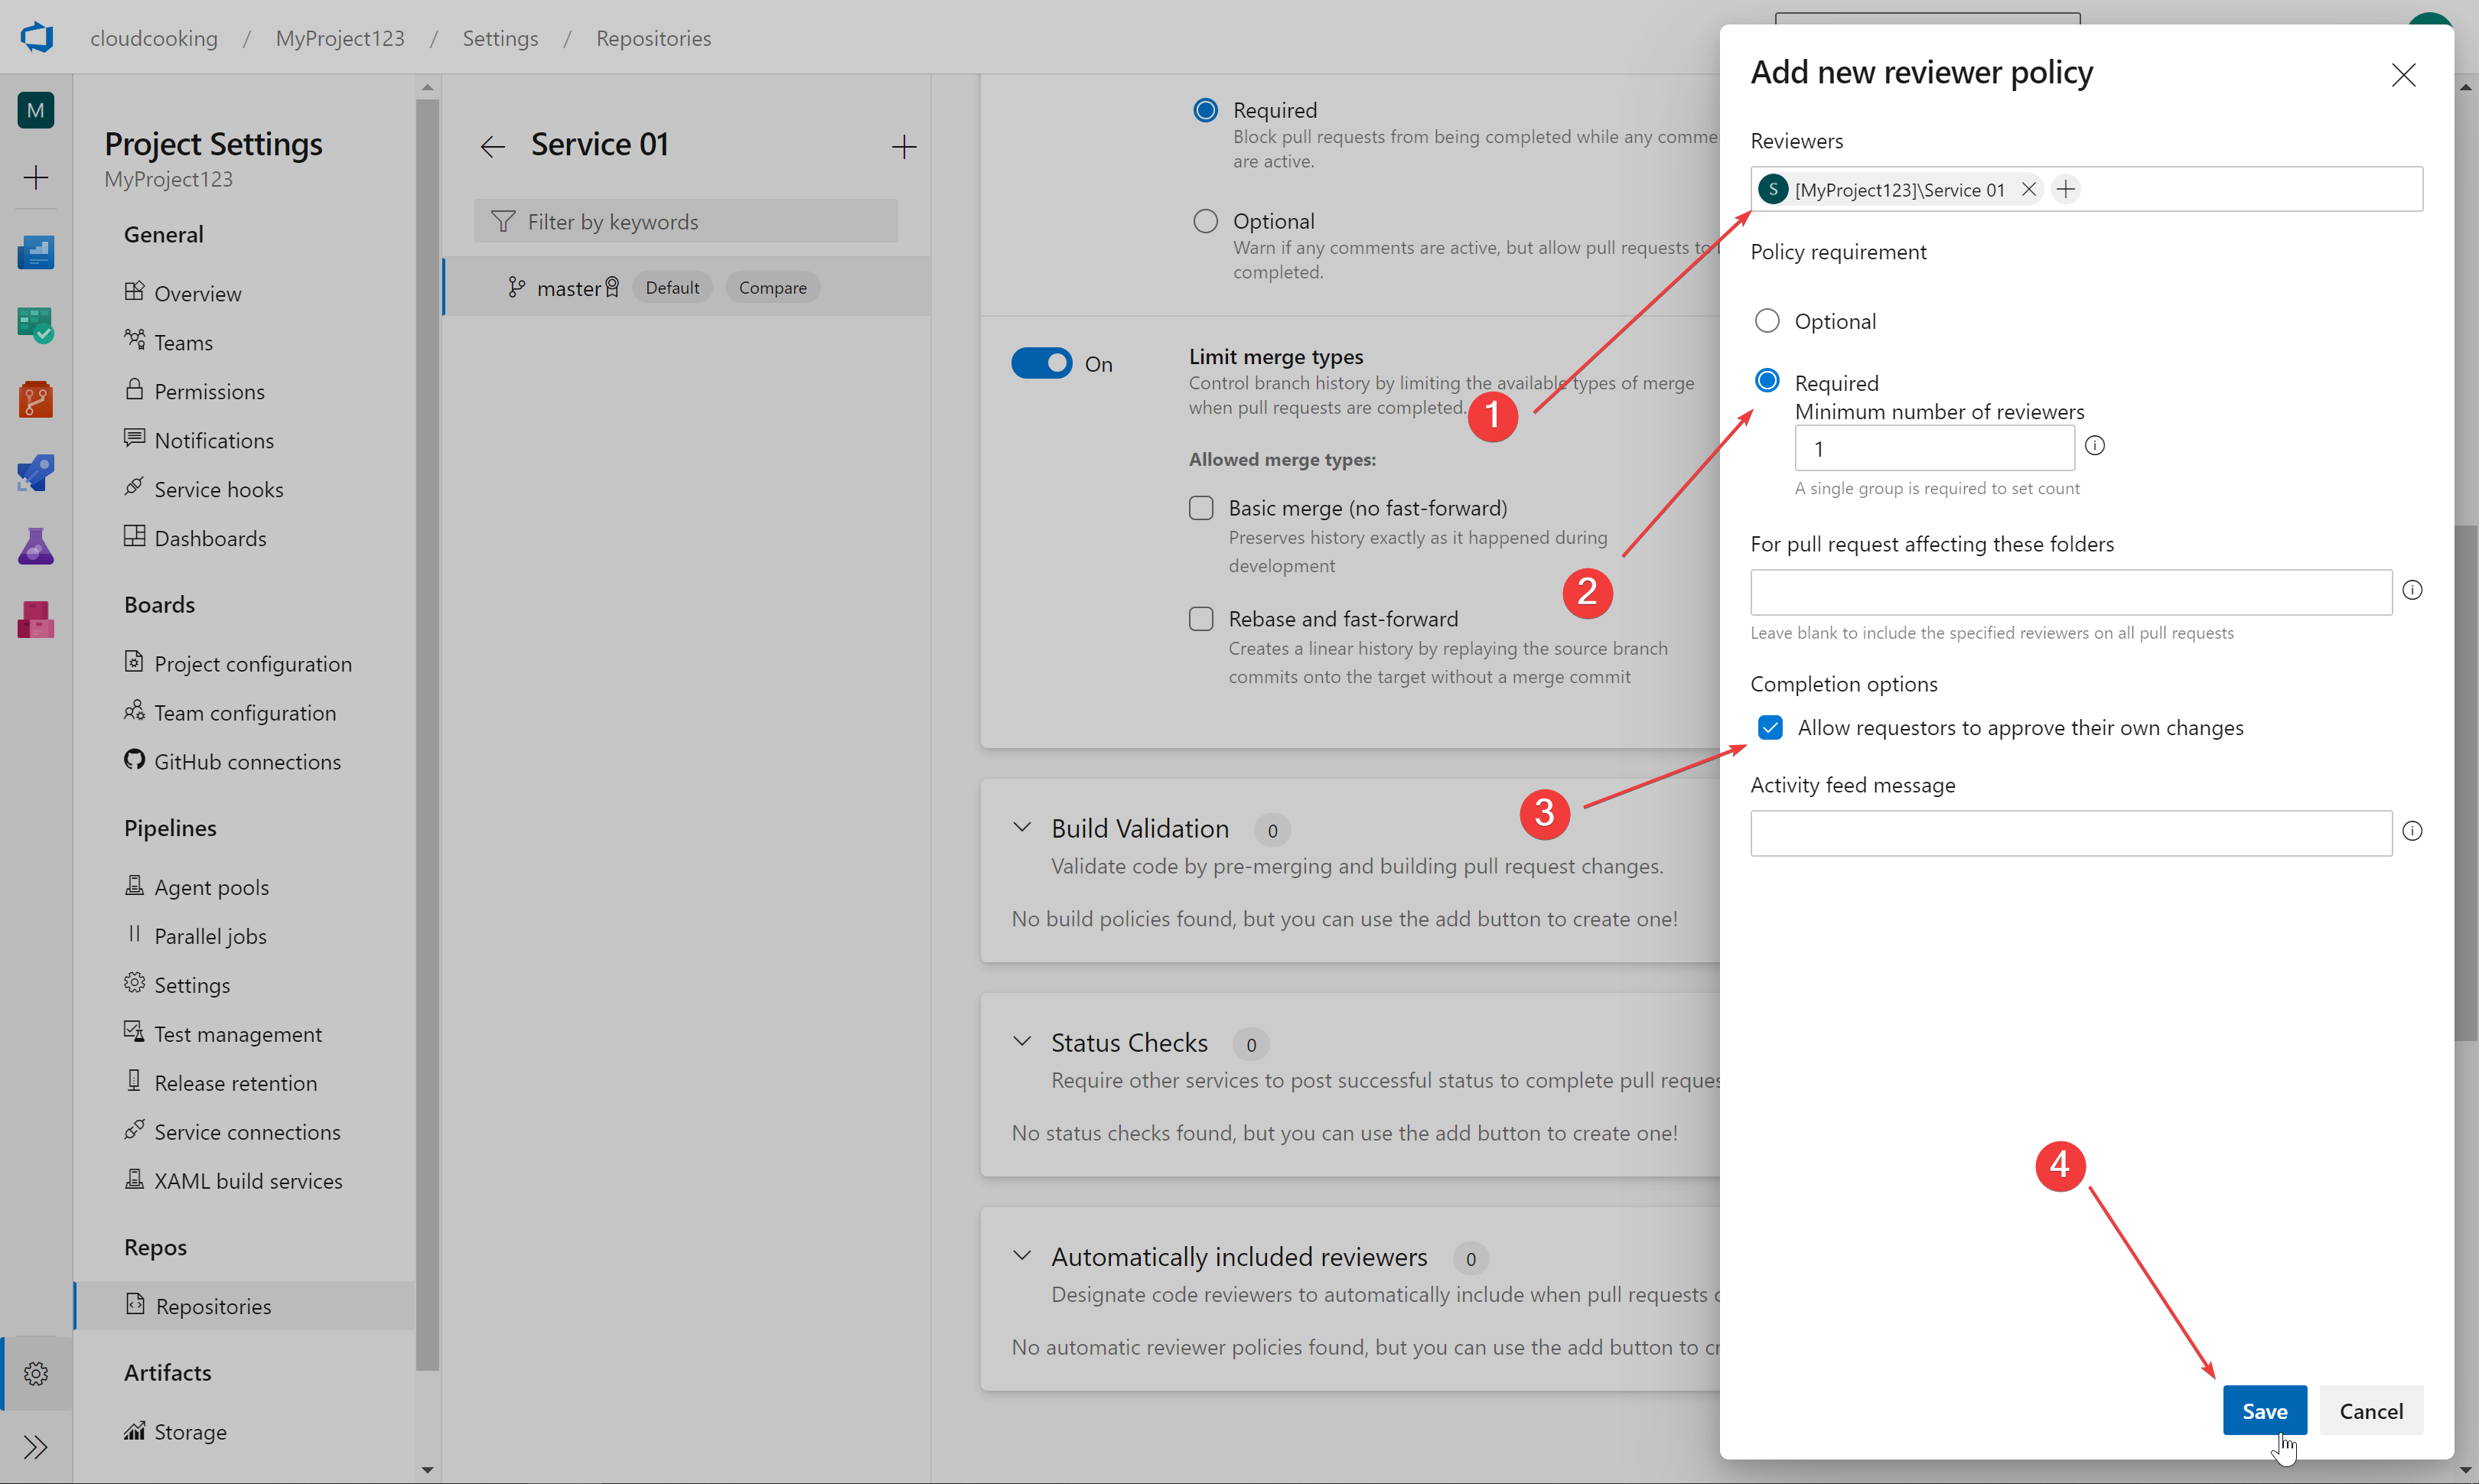 cloudcooking / MyProject123 / Settings / Repositories
M
Project Settings
MyProject123
General
Overview
Teams
Permissions
Notifications
Service hooks
Dashboards
Boards
Project configuration
Team configuration
GitHub connections
Pipelines
Agent pools
Parallel jobs
Settings
Test management
Release retention
Service connections
XAML build services
Repos
Repositories
Artifacts
Storage
Service 01
Filter by keywords
master Default Compare
Required
Block pull requests from being completed while any comme
are active.
Optional
Warn if any comments are active, but allow pull requests to
completed.
On
Limit merge types
Control branch history by limiting the available types of merge
when pull requests are completed.
Allowed merge types:
Basic merge (no fast-forward)
Preserves history exactly as it happened during
development
Rebase and fast-forward
Creates a linear history by replaying the source branch
commits onto the target without a merge commit
Build Validation 0
Validate code by pre-merging and building pull request changes.
No build policies found, but you can use the add button to create one!
Status Checks 0
Require other services to post successful status to complete pull reques
No status checks found, but you can use the add button to create one!
Automatically included reviewers 0
Designate code reviewers to automatically include when pull requests
No automatic reviewer policies found, but you can use the add button to cr
1
2
3
4
Add new reviewer policy
Reviewers
S [MyProject123]\Service 01
Policy requirement
Optional
Required
Minimum number of reviewers
1
A single group is required to set count
For pull request affecting these folders
Leave blank to include the specified reviewers on all pull requests
Completion options
Allow requestors to approve their own changes
Activity feed message
Save
Cancel